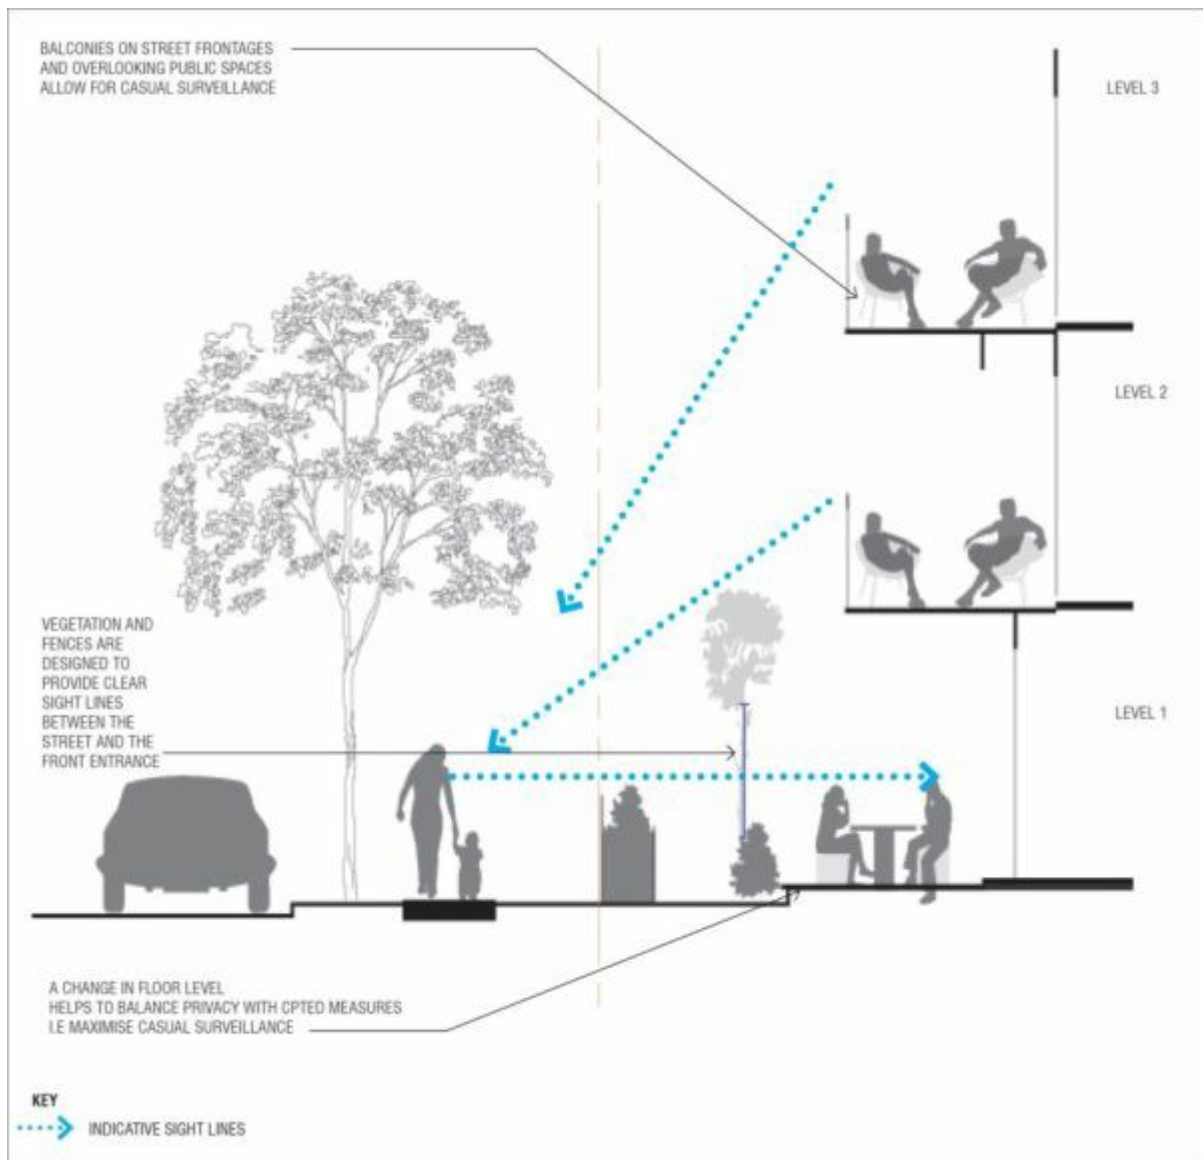 BALCONIES ON STREET FRONTAGES
AND OVERLOOKING PUBLIC SPACES
ALLOW FOR CASUAL SURVEILLANCE
LEVEL 3
LEVEL 2
VEGETATION AND
FENCES ARE
DESIGNED TO
PROVIDE CLEAR
SIGHT LINES
BETWEEN THE
STREET AND THE
FRONT ENTRANCE
LEVEL 1
A CHANGE IN FLOOR LEVEL
HELPS TO BALANCE PRIVACY WITH CPTED MEASURES
I.E MAXIMISE CASUAL SURVEILLANCE
KEY
INDICATIVE SIGHT LINES